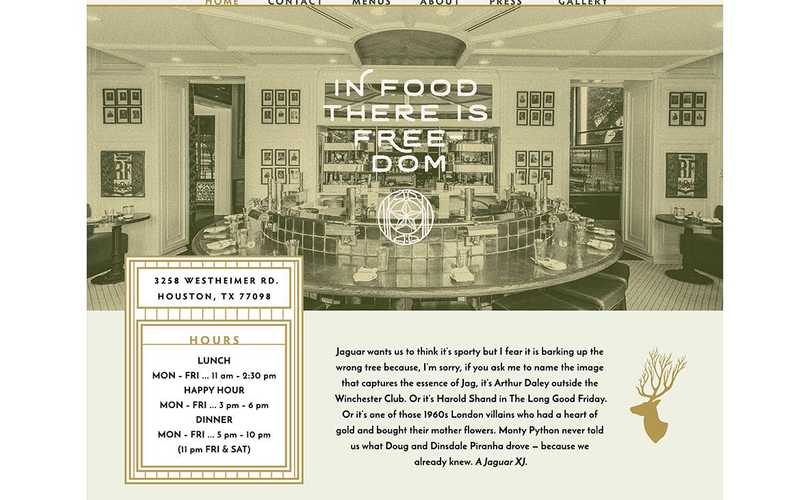 HOME CONTACT MENUS ABOUT PRESS GALLERY
IN FOOD
THERE IS
FREE-
DOM
3258 WESTHEIMER RD.
HOUSTON, TX 77098
HOURS
LUNCH
MON - FRI ... 11 am - 2:30 pm
HAPPY HOUR
MON - FRI ... 3 pm - 6 pm
DINNER
MON - FRI ... 5 pm - 10 pm
(11 pm FRI & SAT)
Jaguar wants us to think it's sporty but I fear it is barking up the
wrong tree because, I'm sorry, if you ask me to name the image
that captures the essence of Jag, it's Arthur Daley outside the
Winchester Club. Or it's Harold Shand in The Long Good Friday.
Or it's one of those 1960s London villains who had a heart of
gold and bought their mother flowers. Monty Python never told
us what Doug and Dinsdale Piranha drove — because we
already knew. A Jaguar XJ.